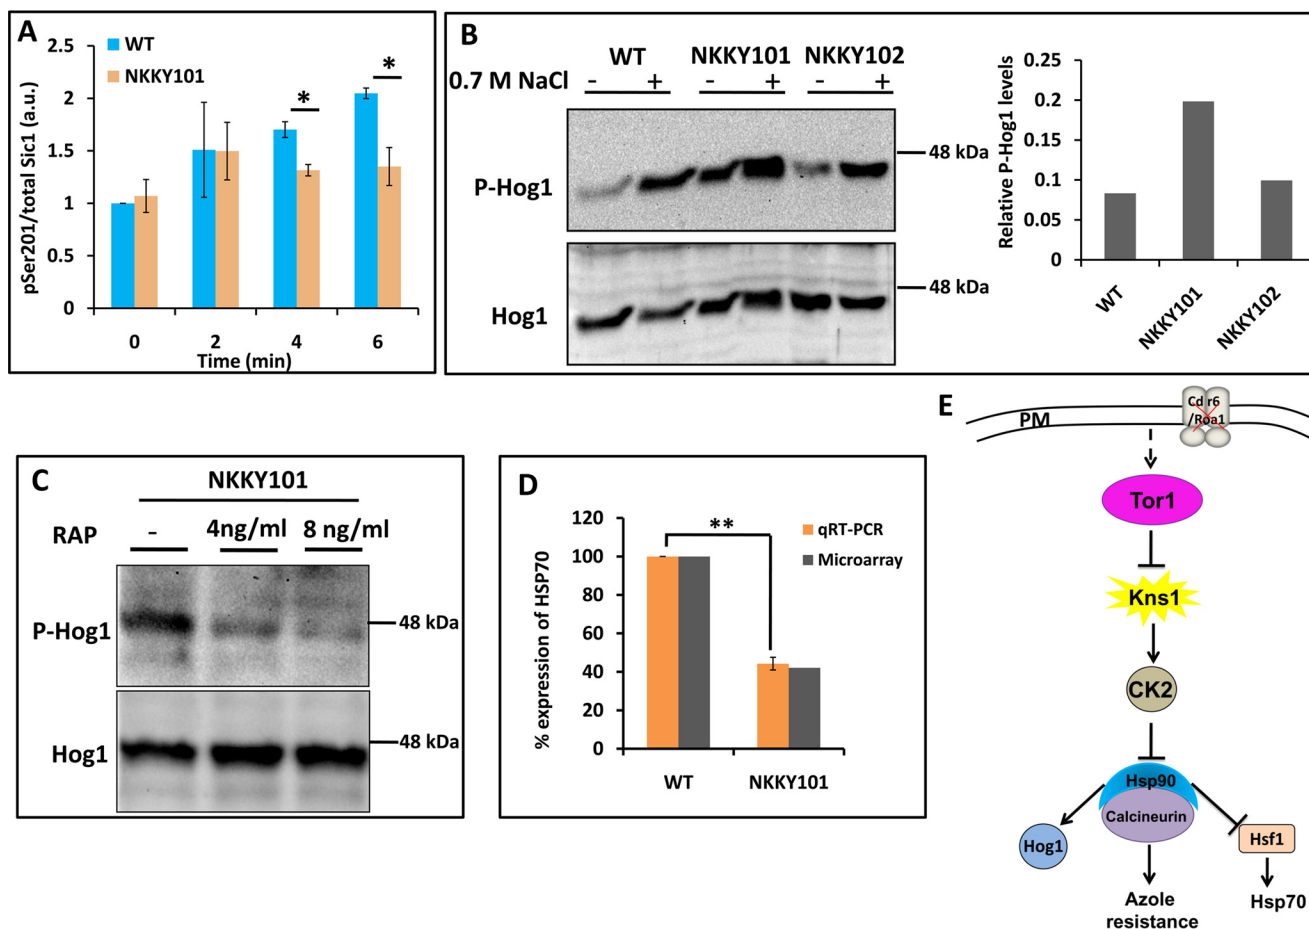 A
2.5
2
1.5
1
0.5
0
pSer201/total Sic1 (a.u.)
WT
NKKY101
*
*
0 2 4 6
Time (min)
B
WT NKKY101 NKKY102
0.7 M NaCl - + - + - +
P-Hog1
48 kDa
Hog1
48 kDa
Relative P-Hog1 levels
0.25
0.2
0.15
0.1
0.05
0
WT
NKKY101
NKKY102
C
NKKY101
RAP - 4ng/ml 8 ng/ml
P-Hog1
48 kDa
Hog1
48 kDa
D
% expression of HSP70
120
100
80
60
40
20
0
**
qRT-PCR
Microarray
WT NKKY101
E
PM
Cdr6
/Roa1
Tor1
Kns1
CK2
Hsp90
Calcineurin
Hog1
Hsf1
Azole
resistance
Hsp70